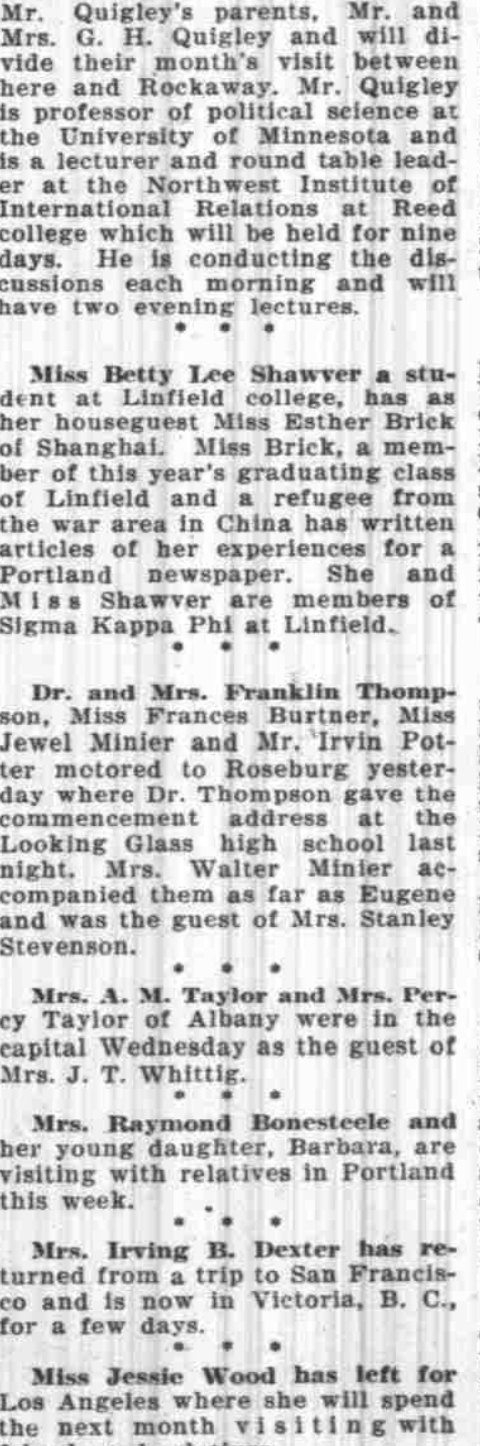 Mr. Quigley's parents, Mr. and
Mrs. G. H. Quigley and will di-
vide their month's visit between
here and Rockaway. Mr. Quigley
is professor of political science at
the University of Minnesota and
is a lecturer and round table lead-
er at the Northwest Institute of
International Relations at Reed
college which will be held for nine
days. He is conducting the dis-
cussions each morning and will
have two evening lectures.
* * *
Miss Betty Lee Shawver a stu-
dent at Linfield college, has as
her houseguest Miss Esther Brick
of Shanghai. Miss Brick, a mem-
ber of this year's graduating class
of Linfield and a refugee from
the war area in China has written
articles of her experiences for a
Portland newspaper. She and
Miss Shawver are members of
Sigma Kappa Phi at Linfield.
* * *
Dr. and Mrs. Franklin Thomp-
son, Miss Frances Burtner, Miss
Jewel Minier and Mr. Irvin Pot-
ter motored to Roseburg yester-
day where Dr. Thompson gave the
commencement address at the
Looking Glass high school last
night. Mrs. Walter Minier ac-
companied them as far as Eugene
and was the guest of Mrs. Stanley
Stevenson.
* * *
Mrs. A. M. Taylor and Mrs. Per-
cy Taylor of Albany were in the
capital Wednesday as the guest of
Mrs. J. T. Whittig.
* * *
Mrs. Raymond Bonesteele and
her young daughter, Barbara, are
visiting with relatives in Portland
this week.
* * *
Mrs. Irving B. Dexter has re-
turned from a trip to San Francis-
co and is now in Victoria, B. C.,
for a few days.
* * *
Miss Jessie Wood has left for
Los Angeles where she will spend
the next month visiting with